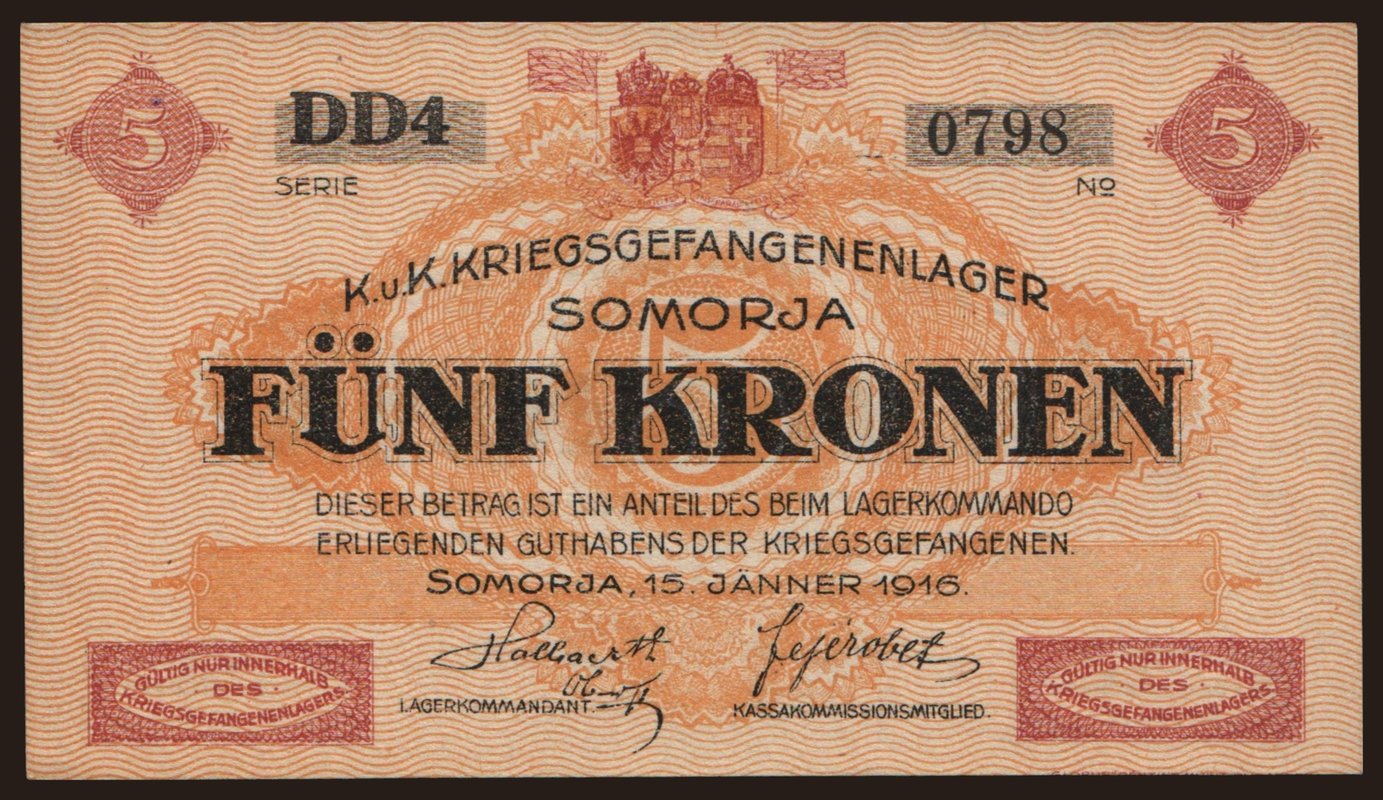 5 DD4 0798 5
SERIE No
K.u.K. KRIEGSGEFANGENENLAGER
SOMORJA
5
FÜNF KRONEN
DIESER BETRAG IST EIN ANTEIL DES BEIM LAGERKOMMANDO
ERLIEGENDEN GUTHABENS DER KRIEGSGEFANGENEN.
SOMORJA, 15. JÄNNER 1916.
LAGERKOMMANDANT. KASSAKOMMISSIONSMITGLIED.
GÜLTIG NUR INNERHALB
· DES ·
KRIEGSGEFANGENENLAGERS.
GÜLTIG NUR INNERHALB
· DES ·
KRIEGSGEFANGENENLAGERS.